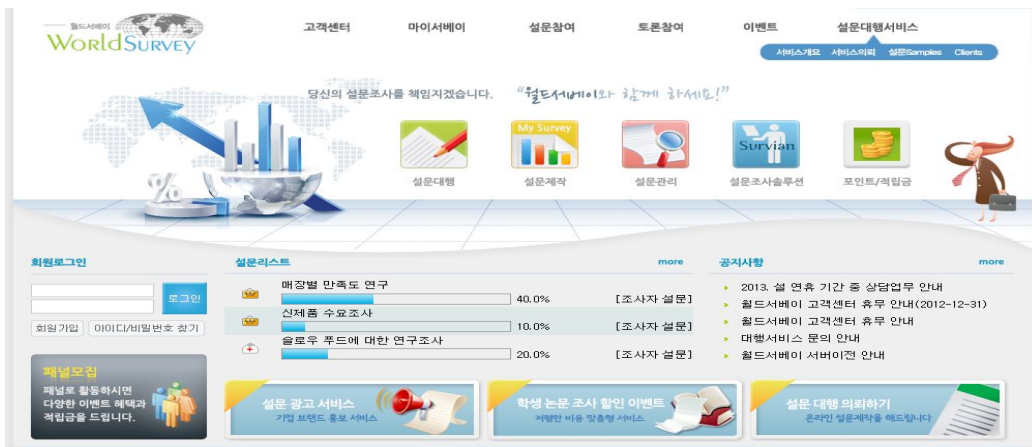 월드서베이
WorldSurvey
고객센터 마이서베이 설문참여 토론참여 이벤트 설문대행서비스
서비스개요 서비스의뢰 설문Samples Clients
당신의 설문조사를 책임지겠습니다. “월드서베이와 함께 하세요!”
My Survey
Survian
설문대행 설문제작 설문관리 설문조사솔루션 포인트/적립금
%
회원로그인
로그인
회원가입 아이디/비밀번호 찾기
설문리스트 more
매장별 만족도 연구
40.0% [조사자 설문]
신제품 수요조사
10.0% [조사자 설문]
슬로우 푸드에 대한 연구조사
20.0% [조사자 설문]
공지사항 more
2013. 설 연휴 기간 중 상담업무 안내
월드서베이 고객센터 휴무 안내(2012-12-31)
월드서베이 고객센터 휴무 안내
대행서비스 문의 안내
월드서베이 서버이전 안내
패널모집
패널로 활동하시면
다양한 이벤트 혜택과
적립금을 드립니다.
설문 광고 서비스
기업 브랜드 홍보 서비스
학생 논문 조사 할인 이벤트
저렴한 비용 맞춤형 서비스
설문 대행 의뢰하기
온라인 설문제작을 해드립니다